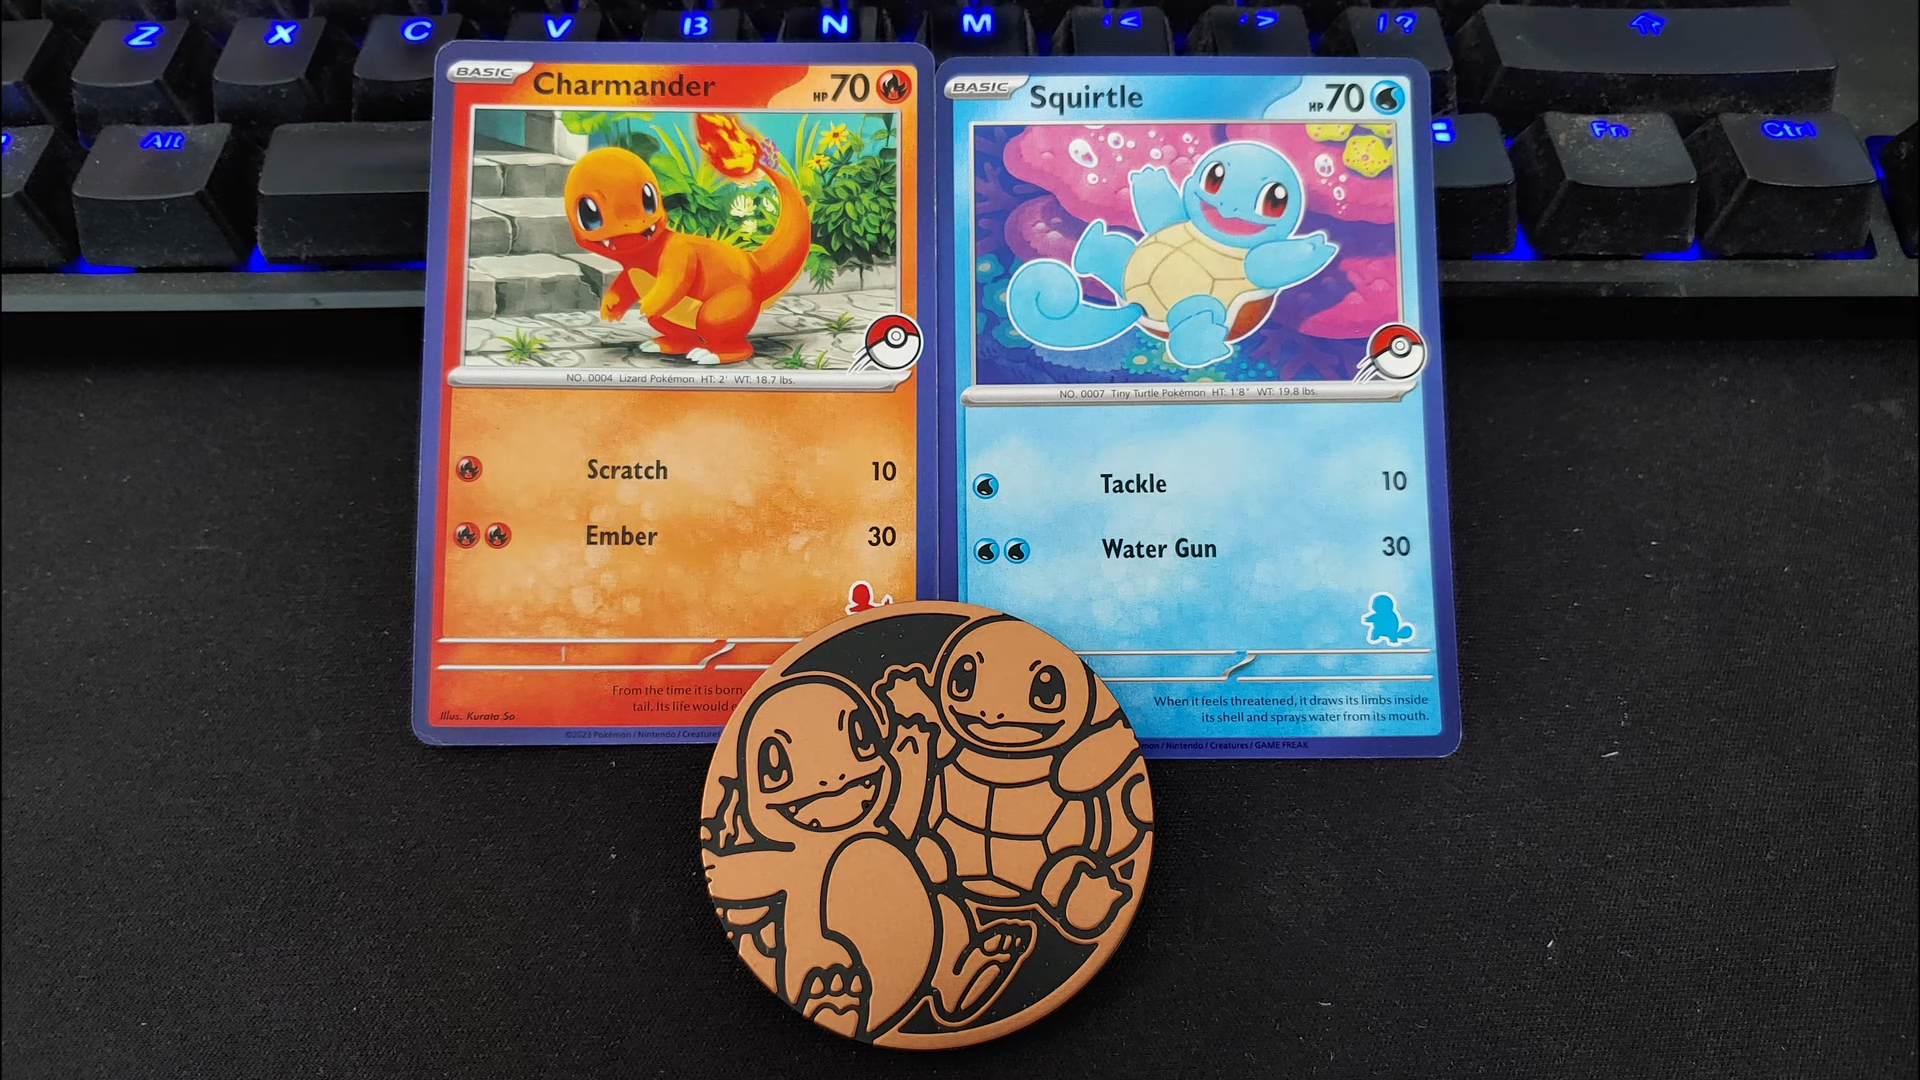 Z X C V B N M < > ?
Alt Fn Ctrl
BASIC Charmander HP 70
NO. 0004 Lizard Pokémon HT: 2' WT: 18.7 lbs.
Scratch 10
Ember 30
From the time it is born,
tail. Its life would
Illus. Kurata So
©2023 Pokémon / Nintendo / Creatures
BASIC Squirtle HP 70
NO. 0007 Tiny Turtle Pokémon HT: 1'8" WT: 19.8 lbs.
Tackle 10
Water Gun 30
When it feels threatened, it draws its limbs inside
its shell and sprays water from its mouth.
/ Nintendo / Creatures / GAME FREAK